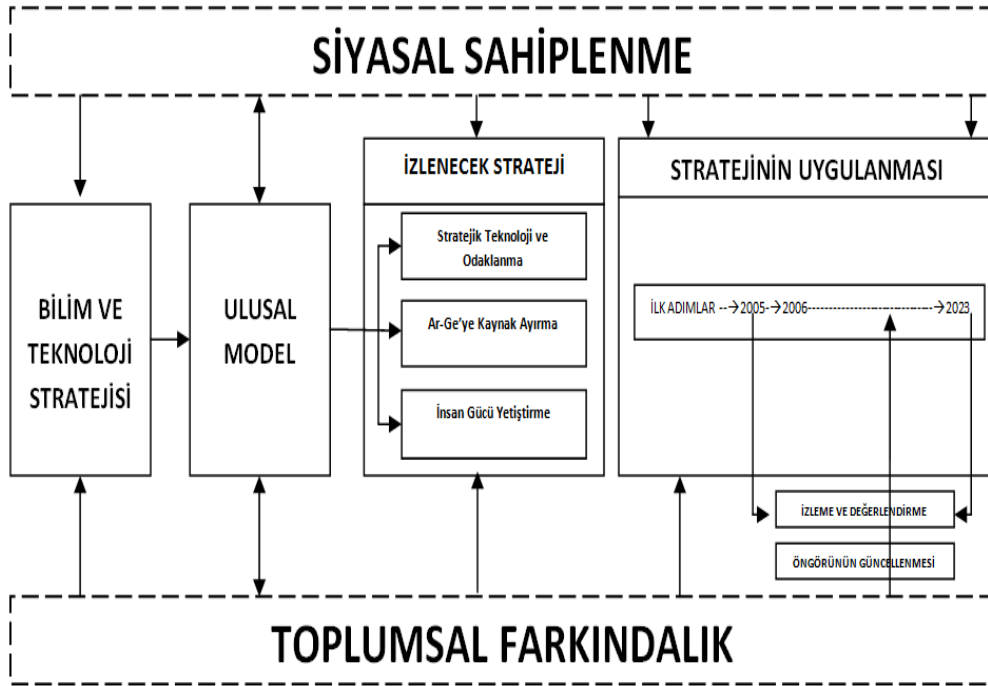 SİYASAL SAHİPLENME
BİLİM VE
TEKNOLOJİ
STRATEJİSİ
ULUSAL
MODEL
İZLENECEK STRATEJİ
Stratejik Teknoloji ve
Odaklanma
Ar-Ge’ye Kaynak Ayırma
İnsan Gücü Yetiştirme
STRATEJİNİN UYGULANMASI
İLK ADIMLAR --→2005-→2006--------------------------------→2023
İZLEME VE DEĞERLENDİRME
ÖNGÖRÜNÜN GÜNCELLENMESİ
TOPLUMSAL FARKINDALIK